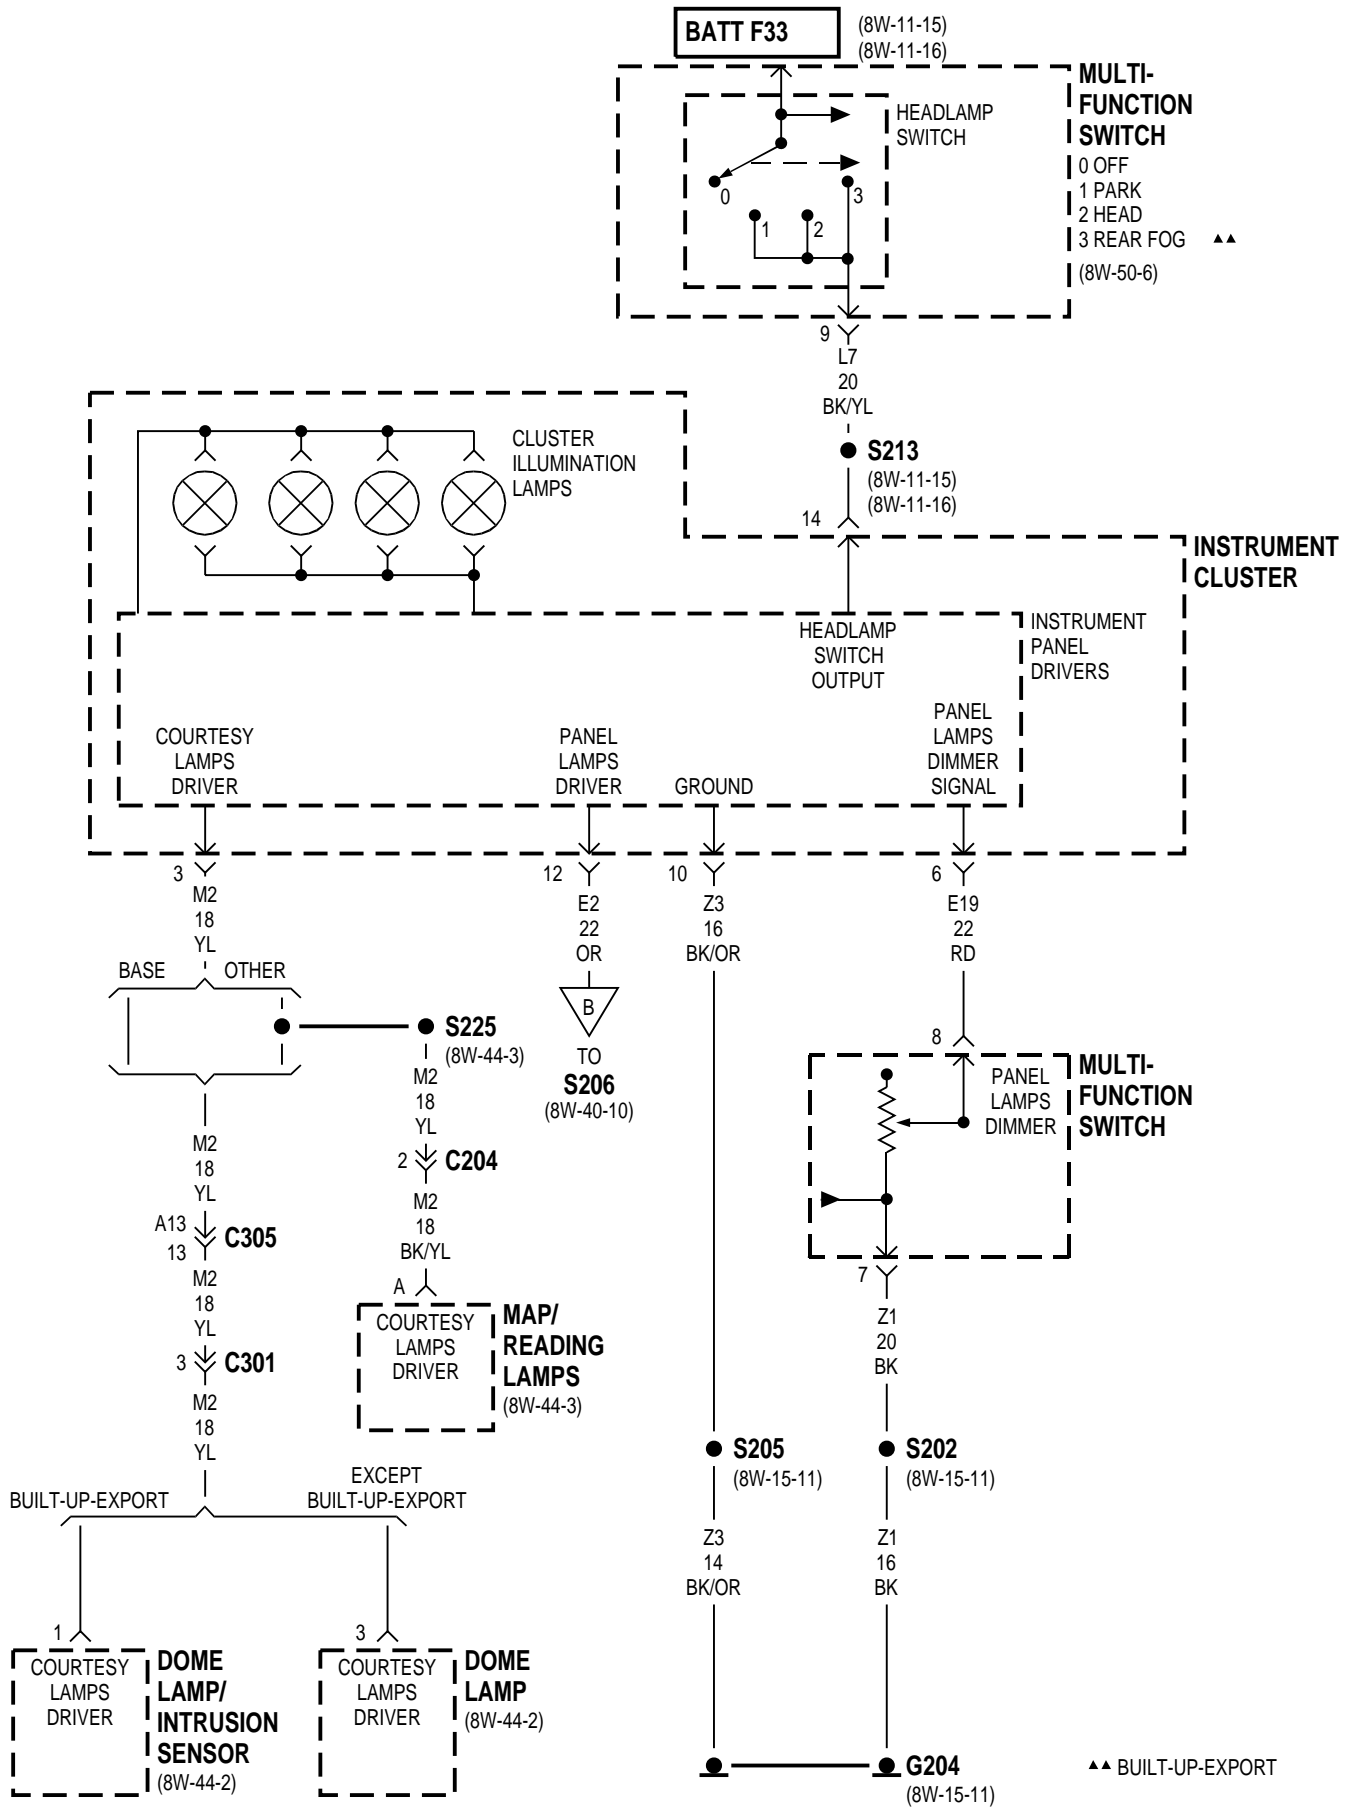 BATT F33
(8W-11-15)
(8W-11-16)
MULTI-
FUNCTION
SWITCH
0 OFF
1 PARK
2 HEAD
3 REAR FOG ▲▲
(8W-50-6)
HEADLAMP
SWITCH
0
3
1
2
9
L7
20
BK/YL
S213
(8W-11-15)
(8W-11-16)
14
CLUSTER
ILLUMINATION
LAMPS
INSTRUMENT
CLUSTER
HEADLAMP
SWITCH
OUTPUT
INSTRUMENT
PANEL
DRIVERS
COURTESY
LAMPS
DRIVER
PANEL
LAMPS
DRIVER
GROUND
PANEL
LAMPS
DIMMER
SIGNAL
3
M2
18
YL
12
E2
22
OR
10
Z3
16
BK/OR
6
E19
22
RD
BASE
OTHER
S225
(8W-44-3)
B
TO
S206
(8W-40-10)
8
PANEL
LAMPS
DIMMER
MULTI-
FUNCTION
SWITCH
M2
18
YL
2
C204
M2
18
BK/YL
A
COURTESY
LAMPS
DRIVER
MAP/
READING
LAMPS
(8W-44-3)
M2
18
YL
A13
13
C305
M2
18
YL
3
C301
M2
18
YL
7
Z1
20
BK
S205
(8W-15-11)
S202
(8W-15-11)
BUILT-UP-EXPORT
EXCEPT
BUILT-UP-EXPORT
Z3
14
BK/OR
Z1
16
BK
1
COURTESY
LAMPS
DRIVER
DOME
LAMP/
INTRUSION
SENSOR
(8W-44-2)
3
COURTESY
LAMPS
DRIVER
DOME
LAMP
(8W-44-2)
G204
(8W-15-11)
▲▲ BUILT-UP-EXPORT